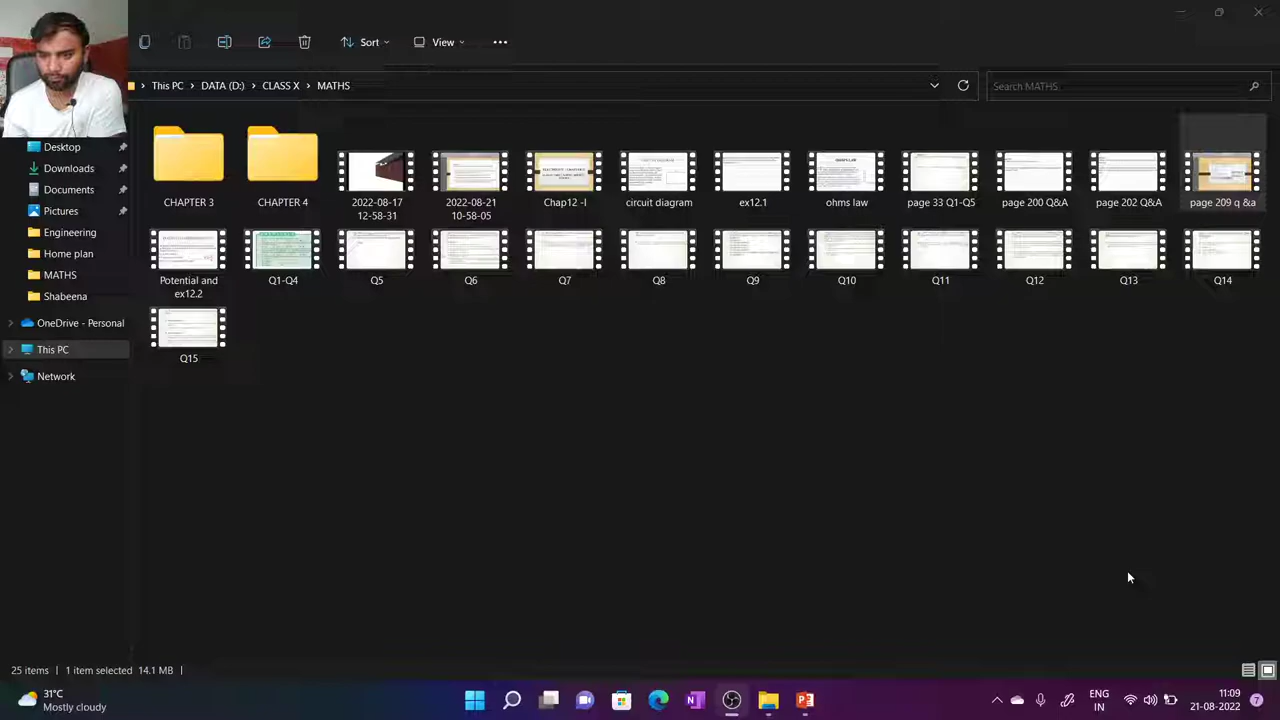 Sort
View
This PC > DATA (D:) > CLASS X > MATHS
Search MATHS
Desktop
Downloads
Documents
Pictures
Engineering
Home plan
MATHS
Shabeena
OneDrive - Personal
This PC
Network
CHAPTER 3
CHAPTER 4
2022-08-17
12-58-31
2022-08-21
10-58-05
Chap12 -I
circuit diagram
ex12.1
ohms law
page 33 Q1-Q5
page 200 Q&A
page 202 Q&A
Potential and
ex12.2
Q1-Q4
Q5
Q6
Q7
Q8
Q9
Q10
Q11
Q12
Q13
Q14
Q15
25 items
1 item selected 14.1 MB
31°C
Mostly cloudy
ENG
IN
11:09
21-08-2022
7